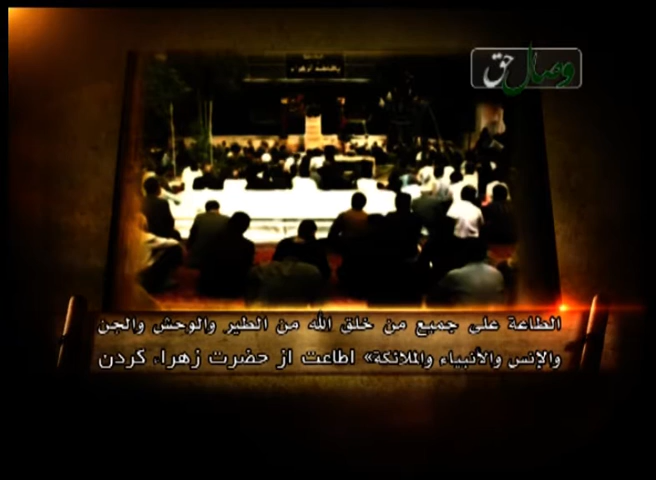 وصال حق
الطاعة على جميع من خلق الله من الطير والوحش والجن
والإنس والأنبياء والملائكة» اطاعت از حضرت زهراء کردن